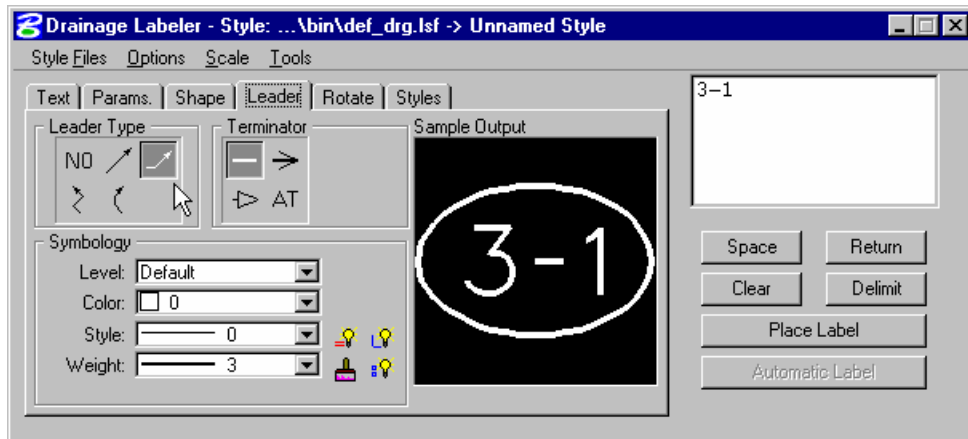 Drainage Labeler - Style: ...\bin\def_drg.lsf -> Unnamed Style
Style Files Options Scale Tools
Text Params. Shape Leader Rotate Styles
3-1
Leader Type Terminator Sample Output
NO
AT
3-1
Symbology
Level: Default
Color: 0
Style: 0
Weight: 3
Space Return
Clear Delimit
Place Label
Automatic Label